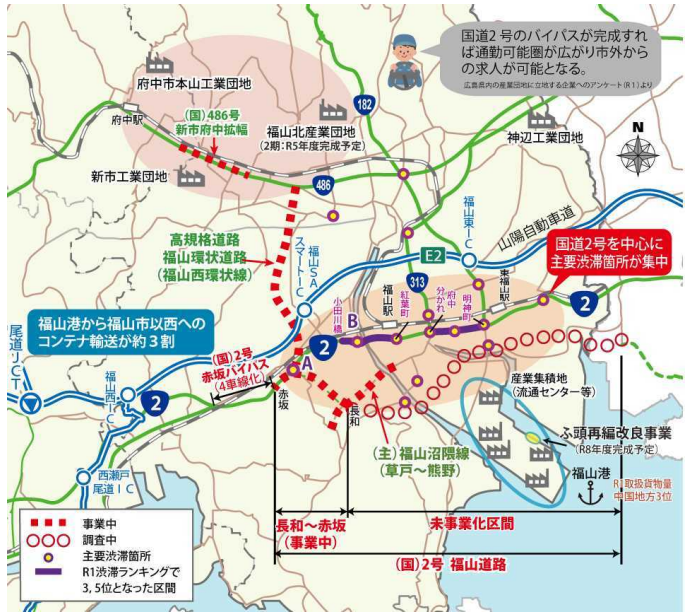 国道2号のバイパスが完成すれ
ば通勤可能圏が広がり市外から
の求人が可能となる。
広島県内の産業団地に立地する企業へのアンケート(R1)より
府中市本山工業団地
府中駅
(国)486号
新市府中拡幅
182
福山北産業団地
(2期:R5年度完成予定)
神辺工業団地
N
新市工業団地
486
高規格道路
福山環状道路
(福山西環状線)
福山SA
スマートIC
福山東IC
山陽自動車道
E2
313
国道2号を中心に
主要渋滞箇所が集中
福山駅
東福山駅
小田川橋
紅葉町
府中
分かれ
明神町
2
B
2
福山港から福山市以西への
コンテナ輸送が約3割
(国)2号
赤坂バイパス
(4車線化)
A
尾道JCT
福山西IC
2
赤坂
長和
産業集積地
(流通センター等)
ふ頭再編改良事業
(R8年度完成予定)
(主)福山沼隈線
(草戸~熊野)
西瀬戸
尾道IC
福山港
R1取扱貨物量
中国地方3位
長和~赤坂
(事業中)
未事業化区間
(国)2号 福山道路
事業中
調査中
主要渋滞箇所
R1渋滞ランキングで
3,5位となった区間